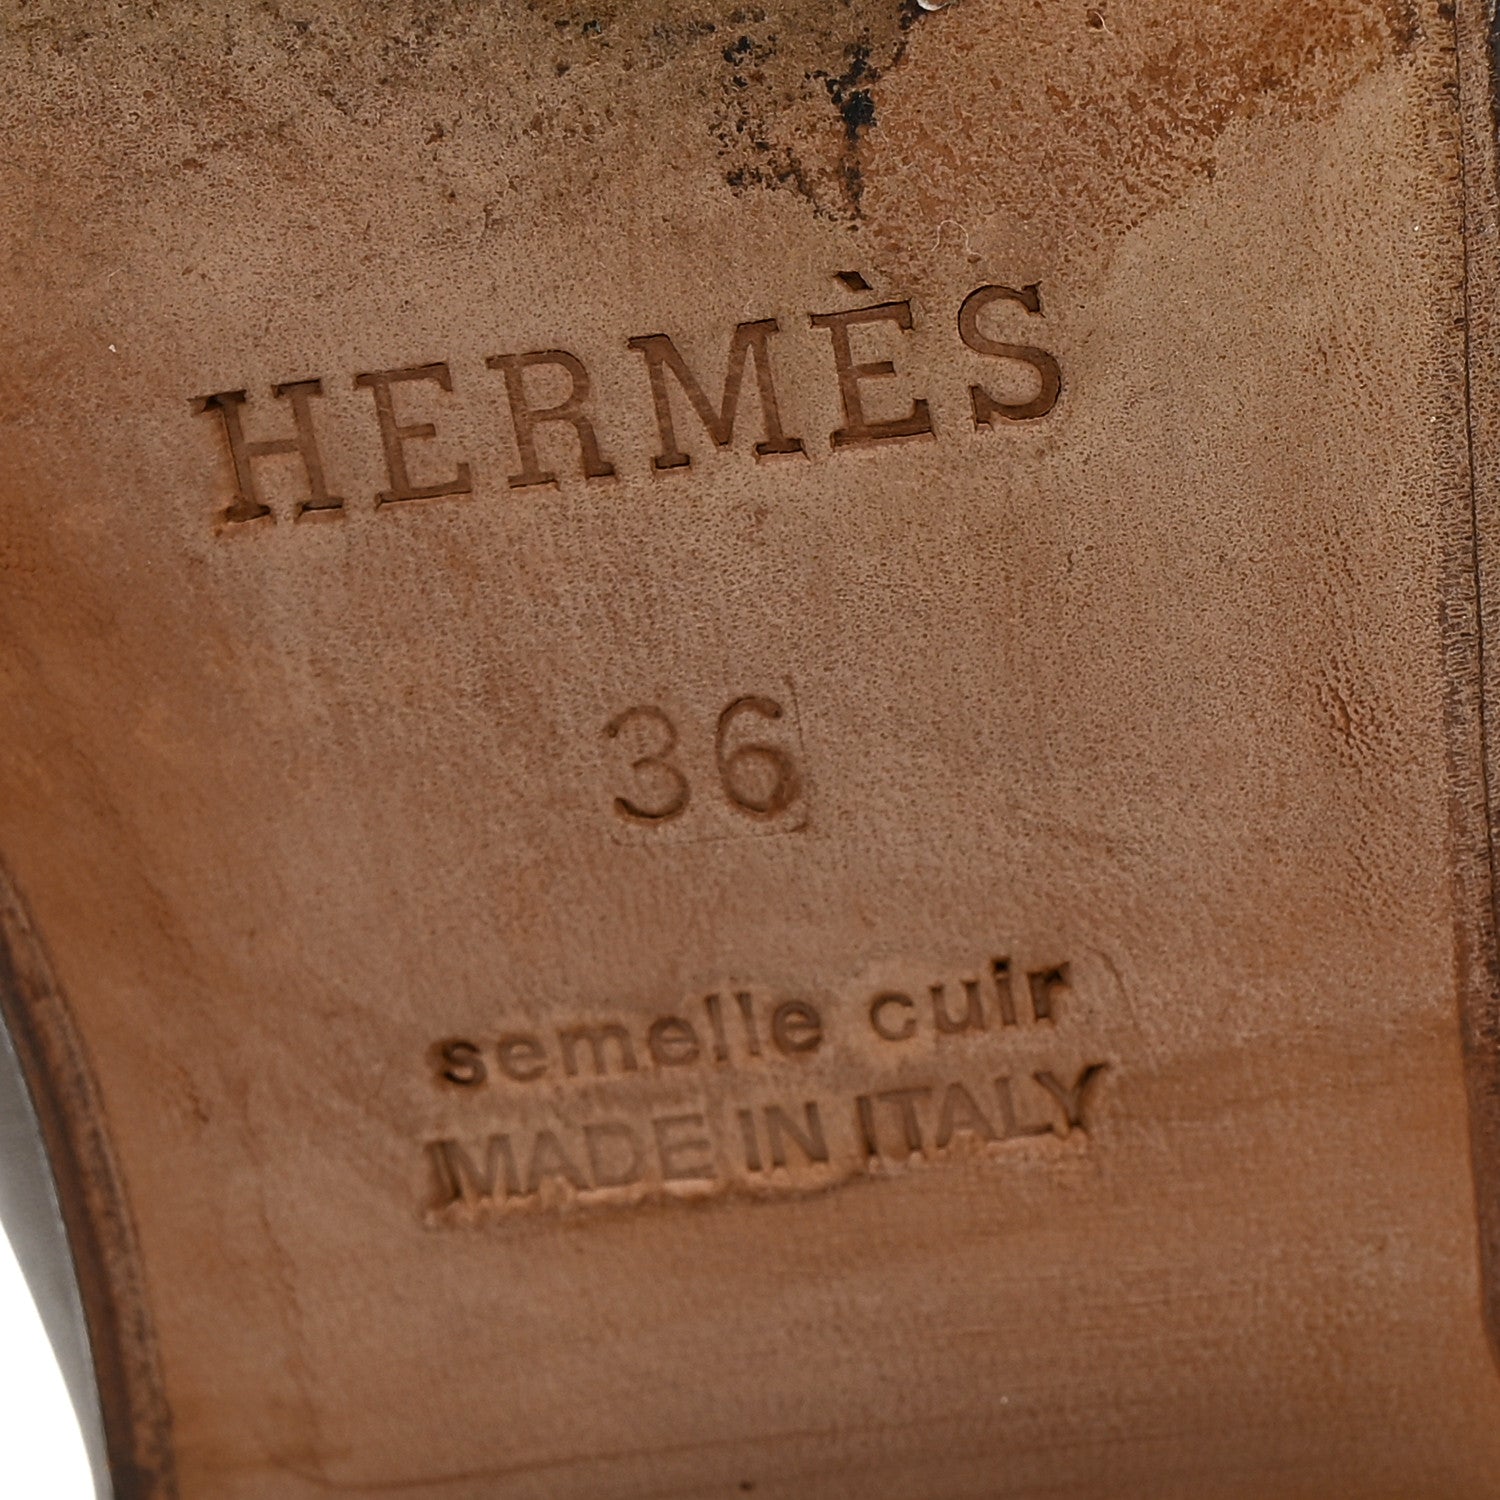 HERMÈS
36
semelle cuir
MADE IN ITALY